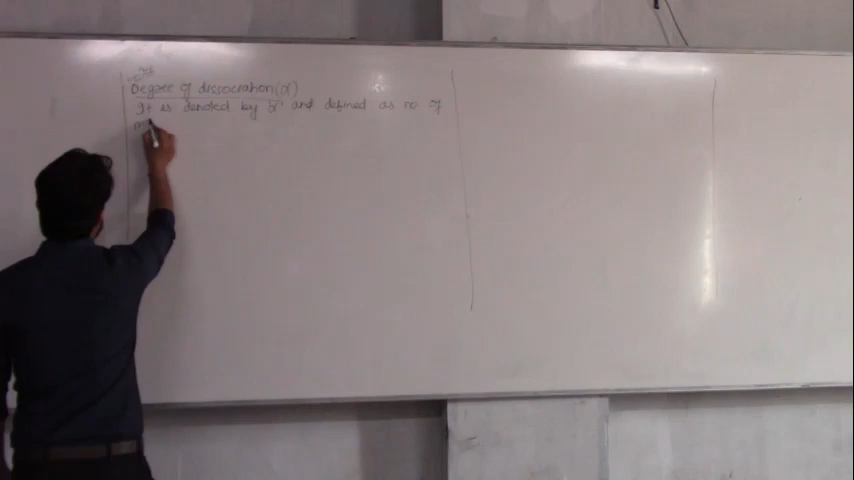 Degree of dissociation (α)
It is denoted by 'α' and defined as no of